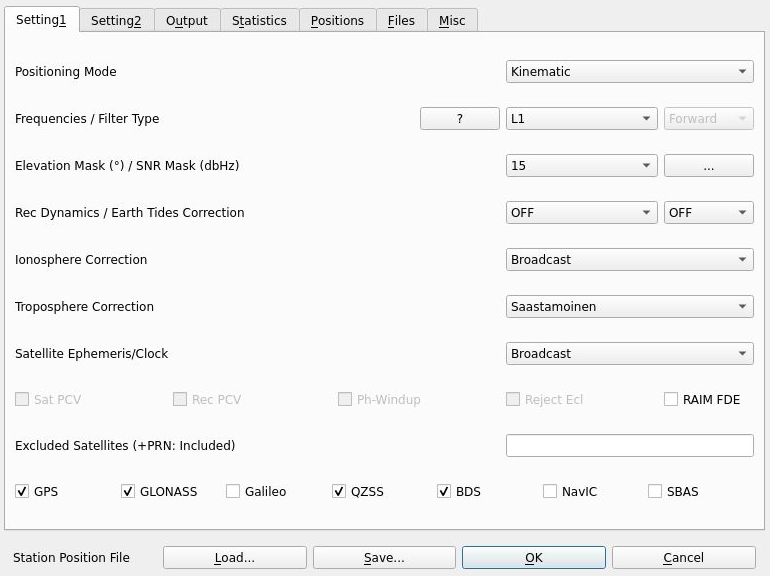 Setting1 Setting2 Output Statistics Positions Files Misc
Positioning Mode Kinematic
Frequencies / Filter Type ? L1 Forward
Elevation Mask (°) / SNR Mask (dbHz) 15 ...
Rec Dynamics / Earth Tides Correction OFF OFF
Ionosphere Correction Broadcast
Troposphere Correction Saastamoinen
Satellite Ephemeris/Clock Broadcast
Sat PCV Rec PCV Ph-Windup Reject Ecl RAIM FDE
Excluded Satellites (+PRN: Included)
GPS GLONASS Galileo QZSS BDS NavIC SBAS
Station Position File Load... Save... OK Cancel